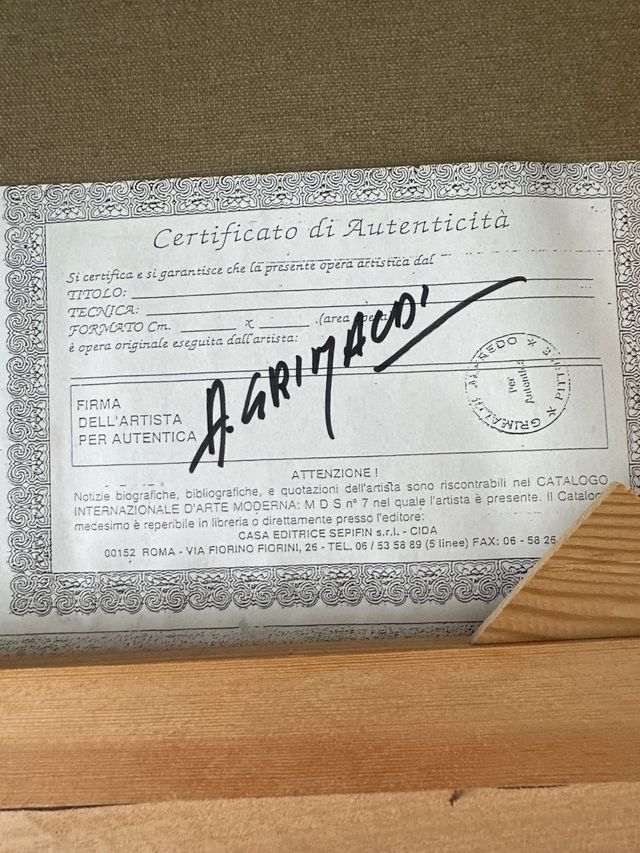 Certificato di Autenticità
Si certifica e si garantisce che la presente opera artistica dal
TITOLO:
TECNICA:
FORMATO Cm. x (area
è opera originale eseguita dall'artista:
A. GRIMALDI
FIRMA
DELL'ARTISTA
PER AUTENTICA
GRIMALDI ALFREDO * PITTORE *
per
Autentica
ATTENZIONE !
Notizie biografiche, bibliografiche, e quotazioni dell'artista sono riscontrabili nel CATALOGO
INTERNAZIONALE D'ARTE MODERNA: M D S n° 7 nel quale l'artista è presente. Il Catalogo
mecesimo è reperibile in libreria o direttamente presso l'editore:
CASA EDITRICE SEPIFIN s.r.l. - CIDA
00152 ROMA - VIA FIORINO FIORINI, 26 - TEL. 06 / 53 58 89 (5 linee) FAX: 06 - 58 26